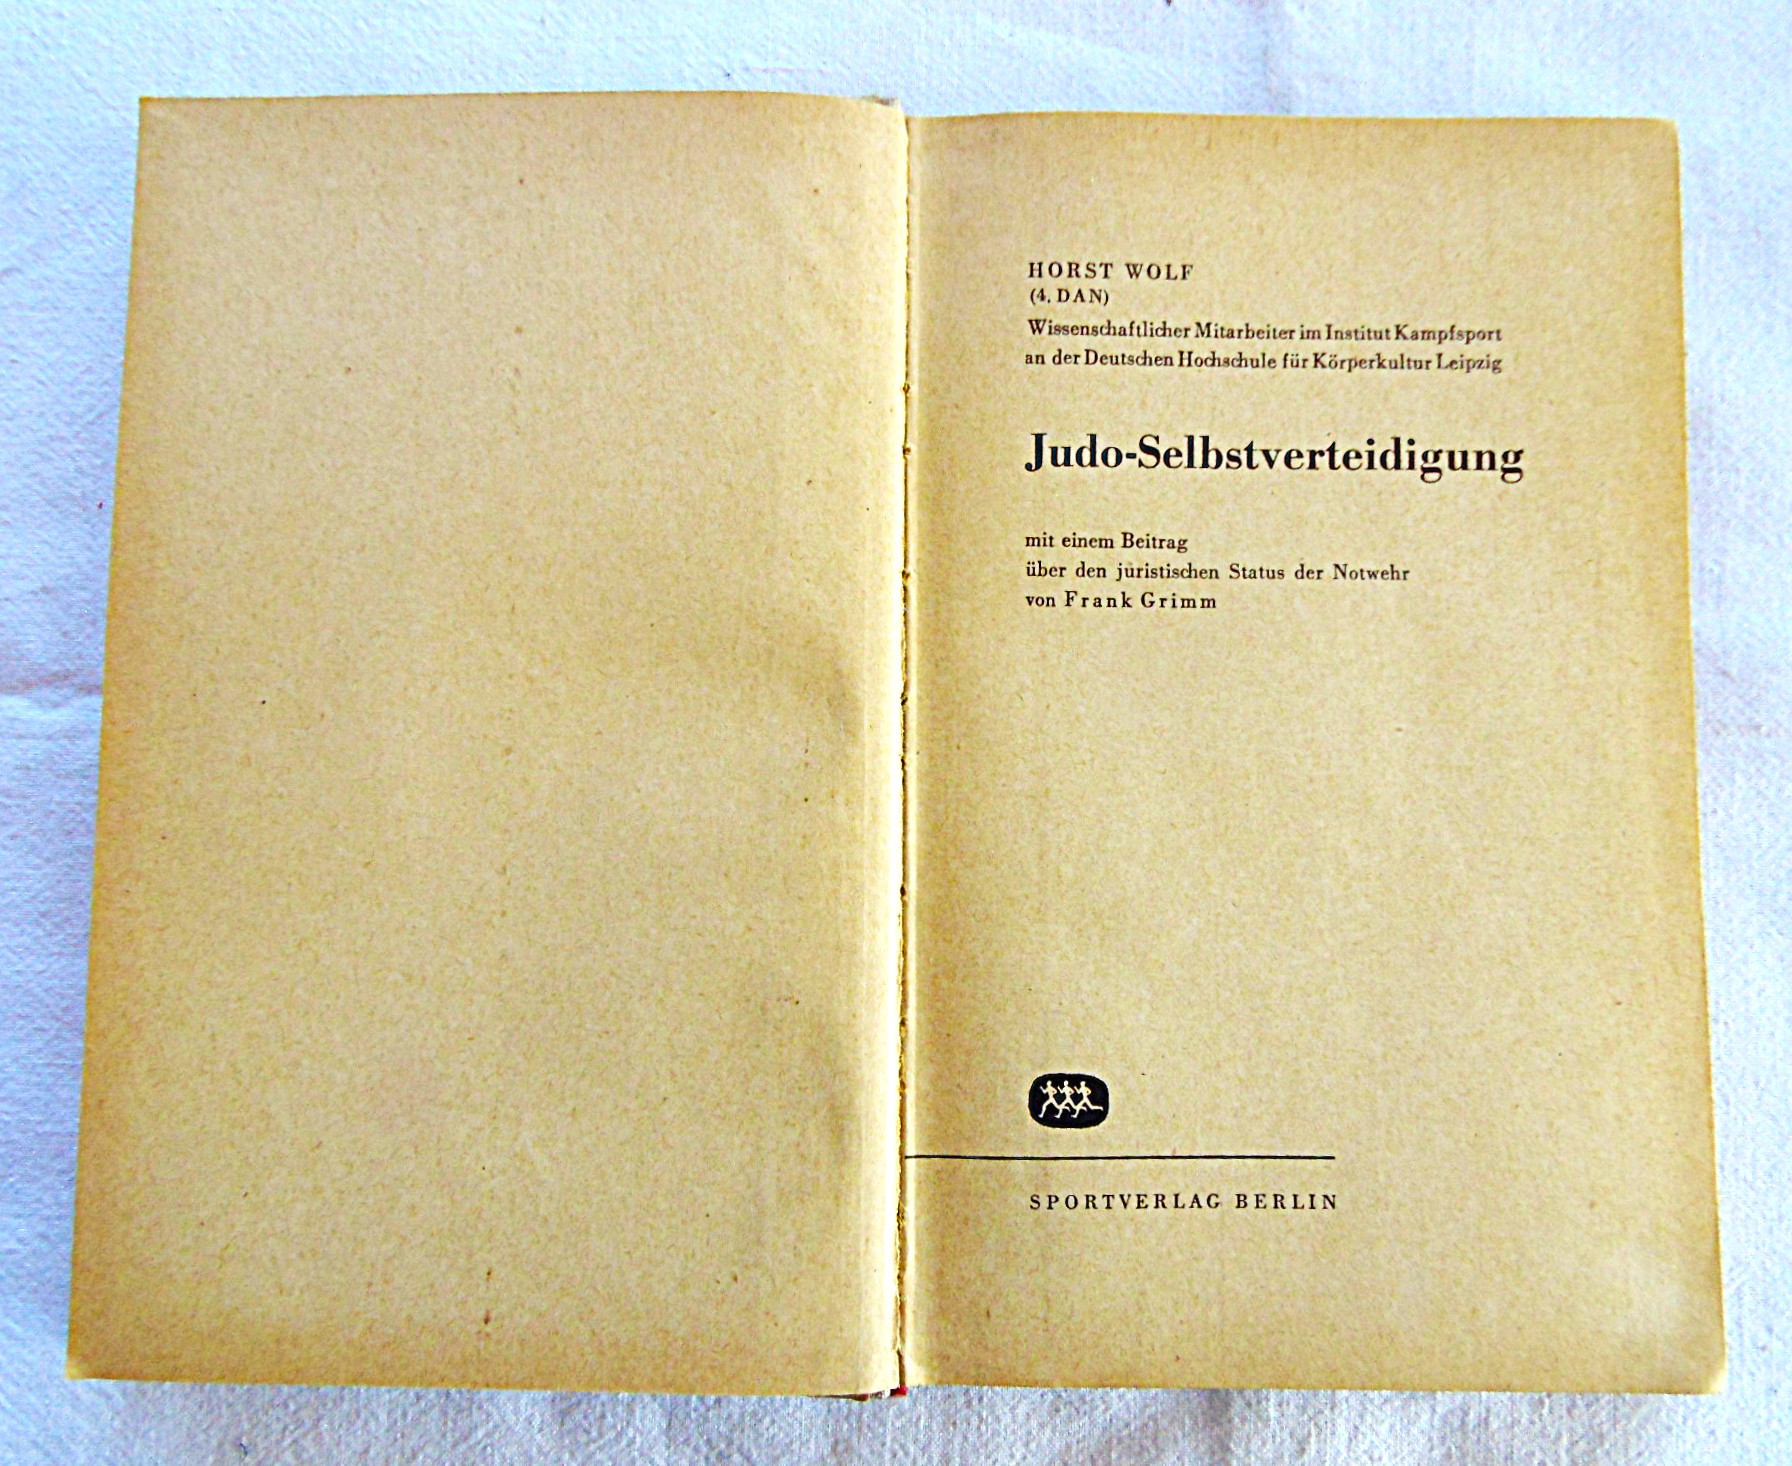 HORST WOLF
(4. DAN)
Wissenschaftlicher Mitarbeiter im Institut Kampfsport
an der Deutschen Hochschule für Körperkultur Leipzig
Judo-Selbstverteidigung
mit einem Beitrag
über den juristischen Status der Notwehr
von Frank Grimm
SPORTVERLAG BERLIN